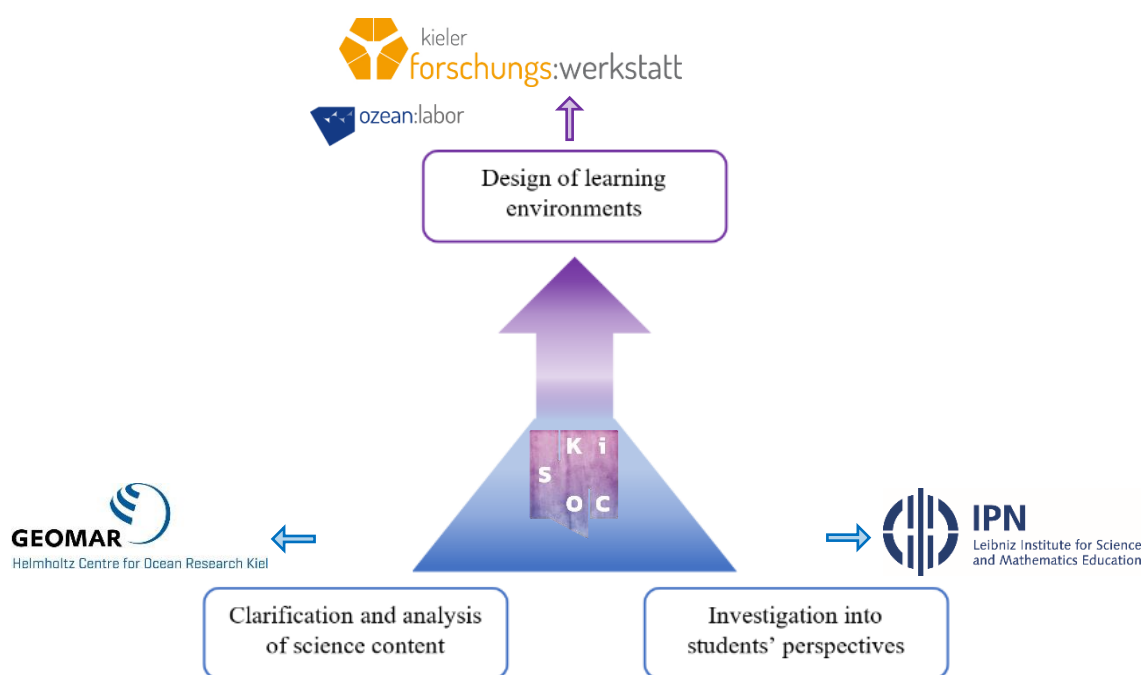 kieler
forschungs:werkstatt
ozean:labor
Design of learning
environments
K i
S
O C
GEOMAR
Helmholtz Centre for Ocean Research Kiel
IPN
Leibniz Institute for Science
and Mathematics Education
Clarification and analysis
of science content
Investigation into
students’ perspectives